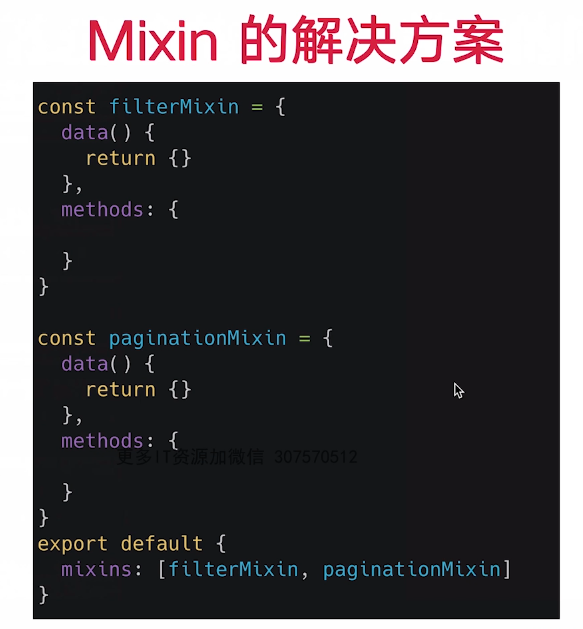 Mixin 的解决方案
const filterMixin = {
  data() {
    return {}
  },
  methods: {

  }
}

const paginationMixin = {
  data() {
    return {}
  },
  methods: {
更多IT资源加微信 307570512
  }
}
export default {
  mixins: [filterMixin, paginationMixin]
}